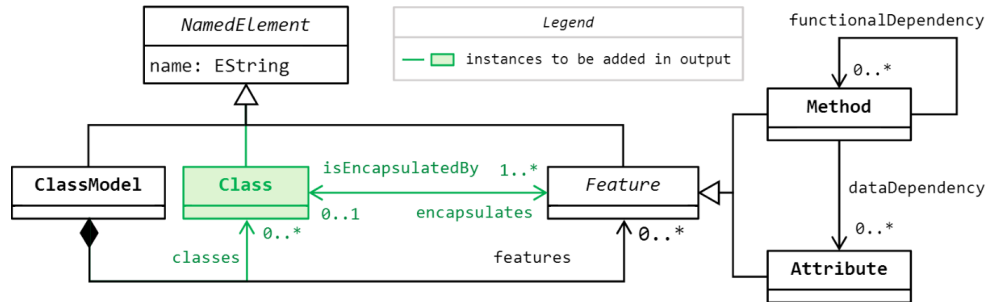 NamedElement
name: EString
Legend
instances to be added in output
functionalDependency
0..*
Method
ClassModel
Class
isEncapsulatedBy
1..*
Feature
0..1
encapsulates
dataDependency
0..*
classes
0..*
features
0..*
Attribute